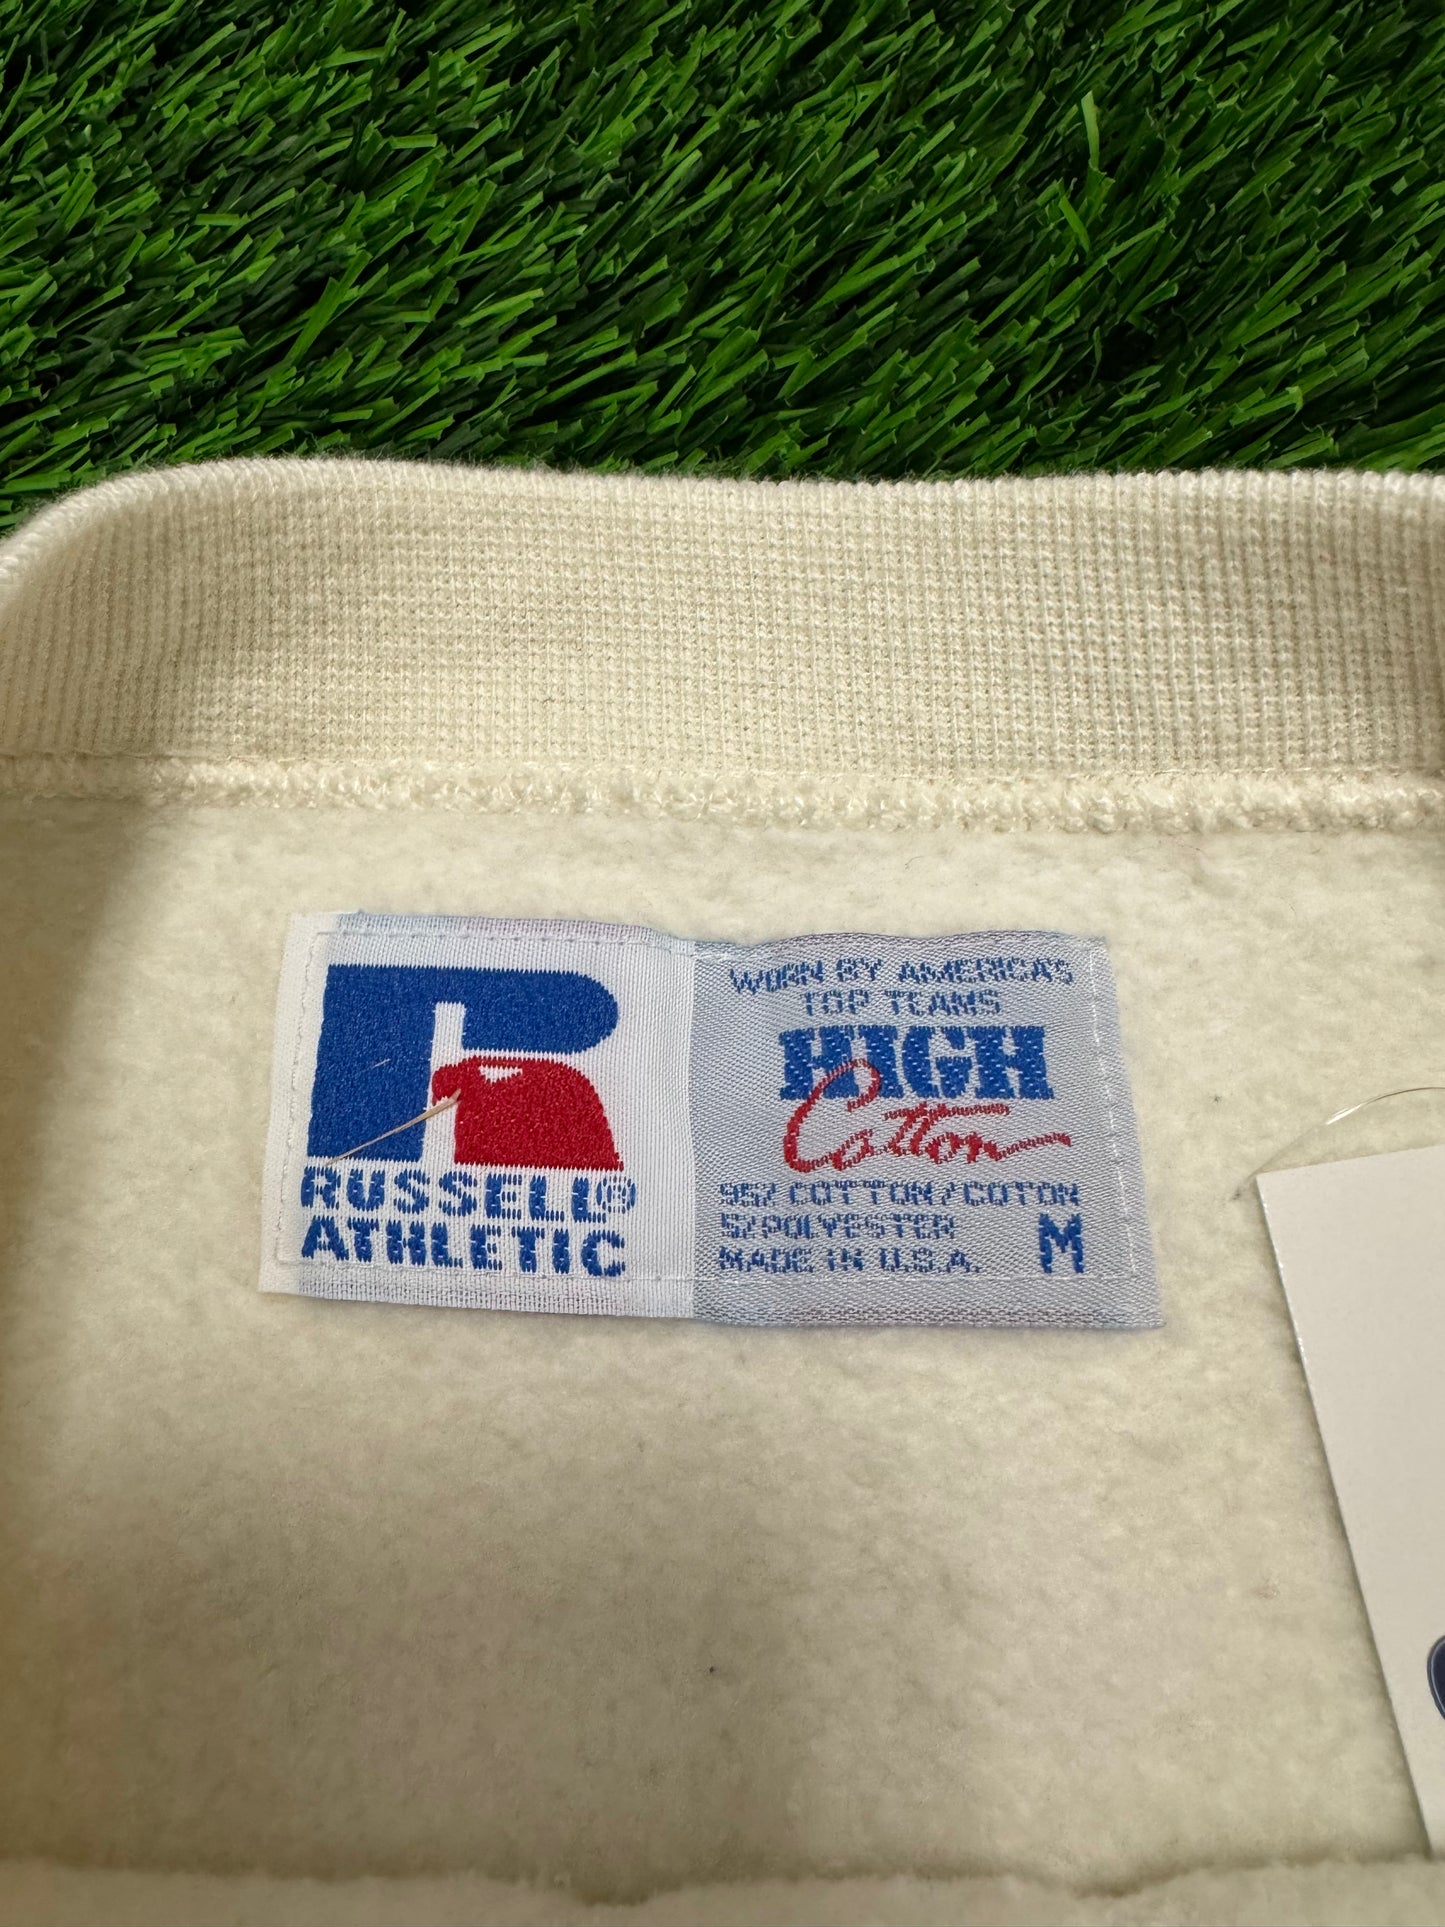 RUSSELL®
ATHLETIC
WORN BY AMERICA'S
TOP TEAMS
HIGH
Cotton
95% COTTON/COTON
5% POLYESTER
MADE IN U.S.A.
M